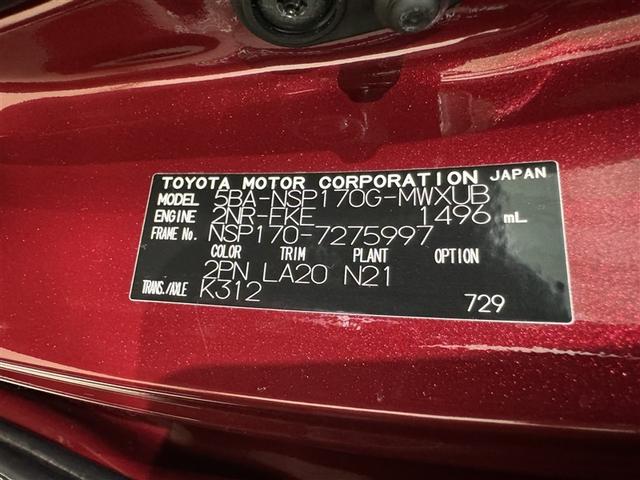 TOYOTA MOTOR CORPORATION JAPAN
MODEL 5BA-NSP170G-MWXUB
ENGINE 2NR-FKE 1496 mL
FRAME No. NSP170-7275997
COLOR TRIM PLANT OPTION
2PN LA20 N21
TRANS./AXLE K312
729